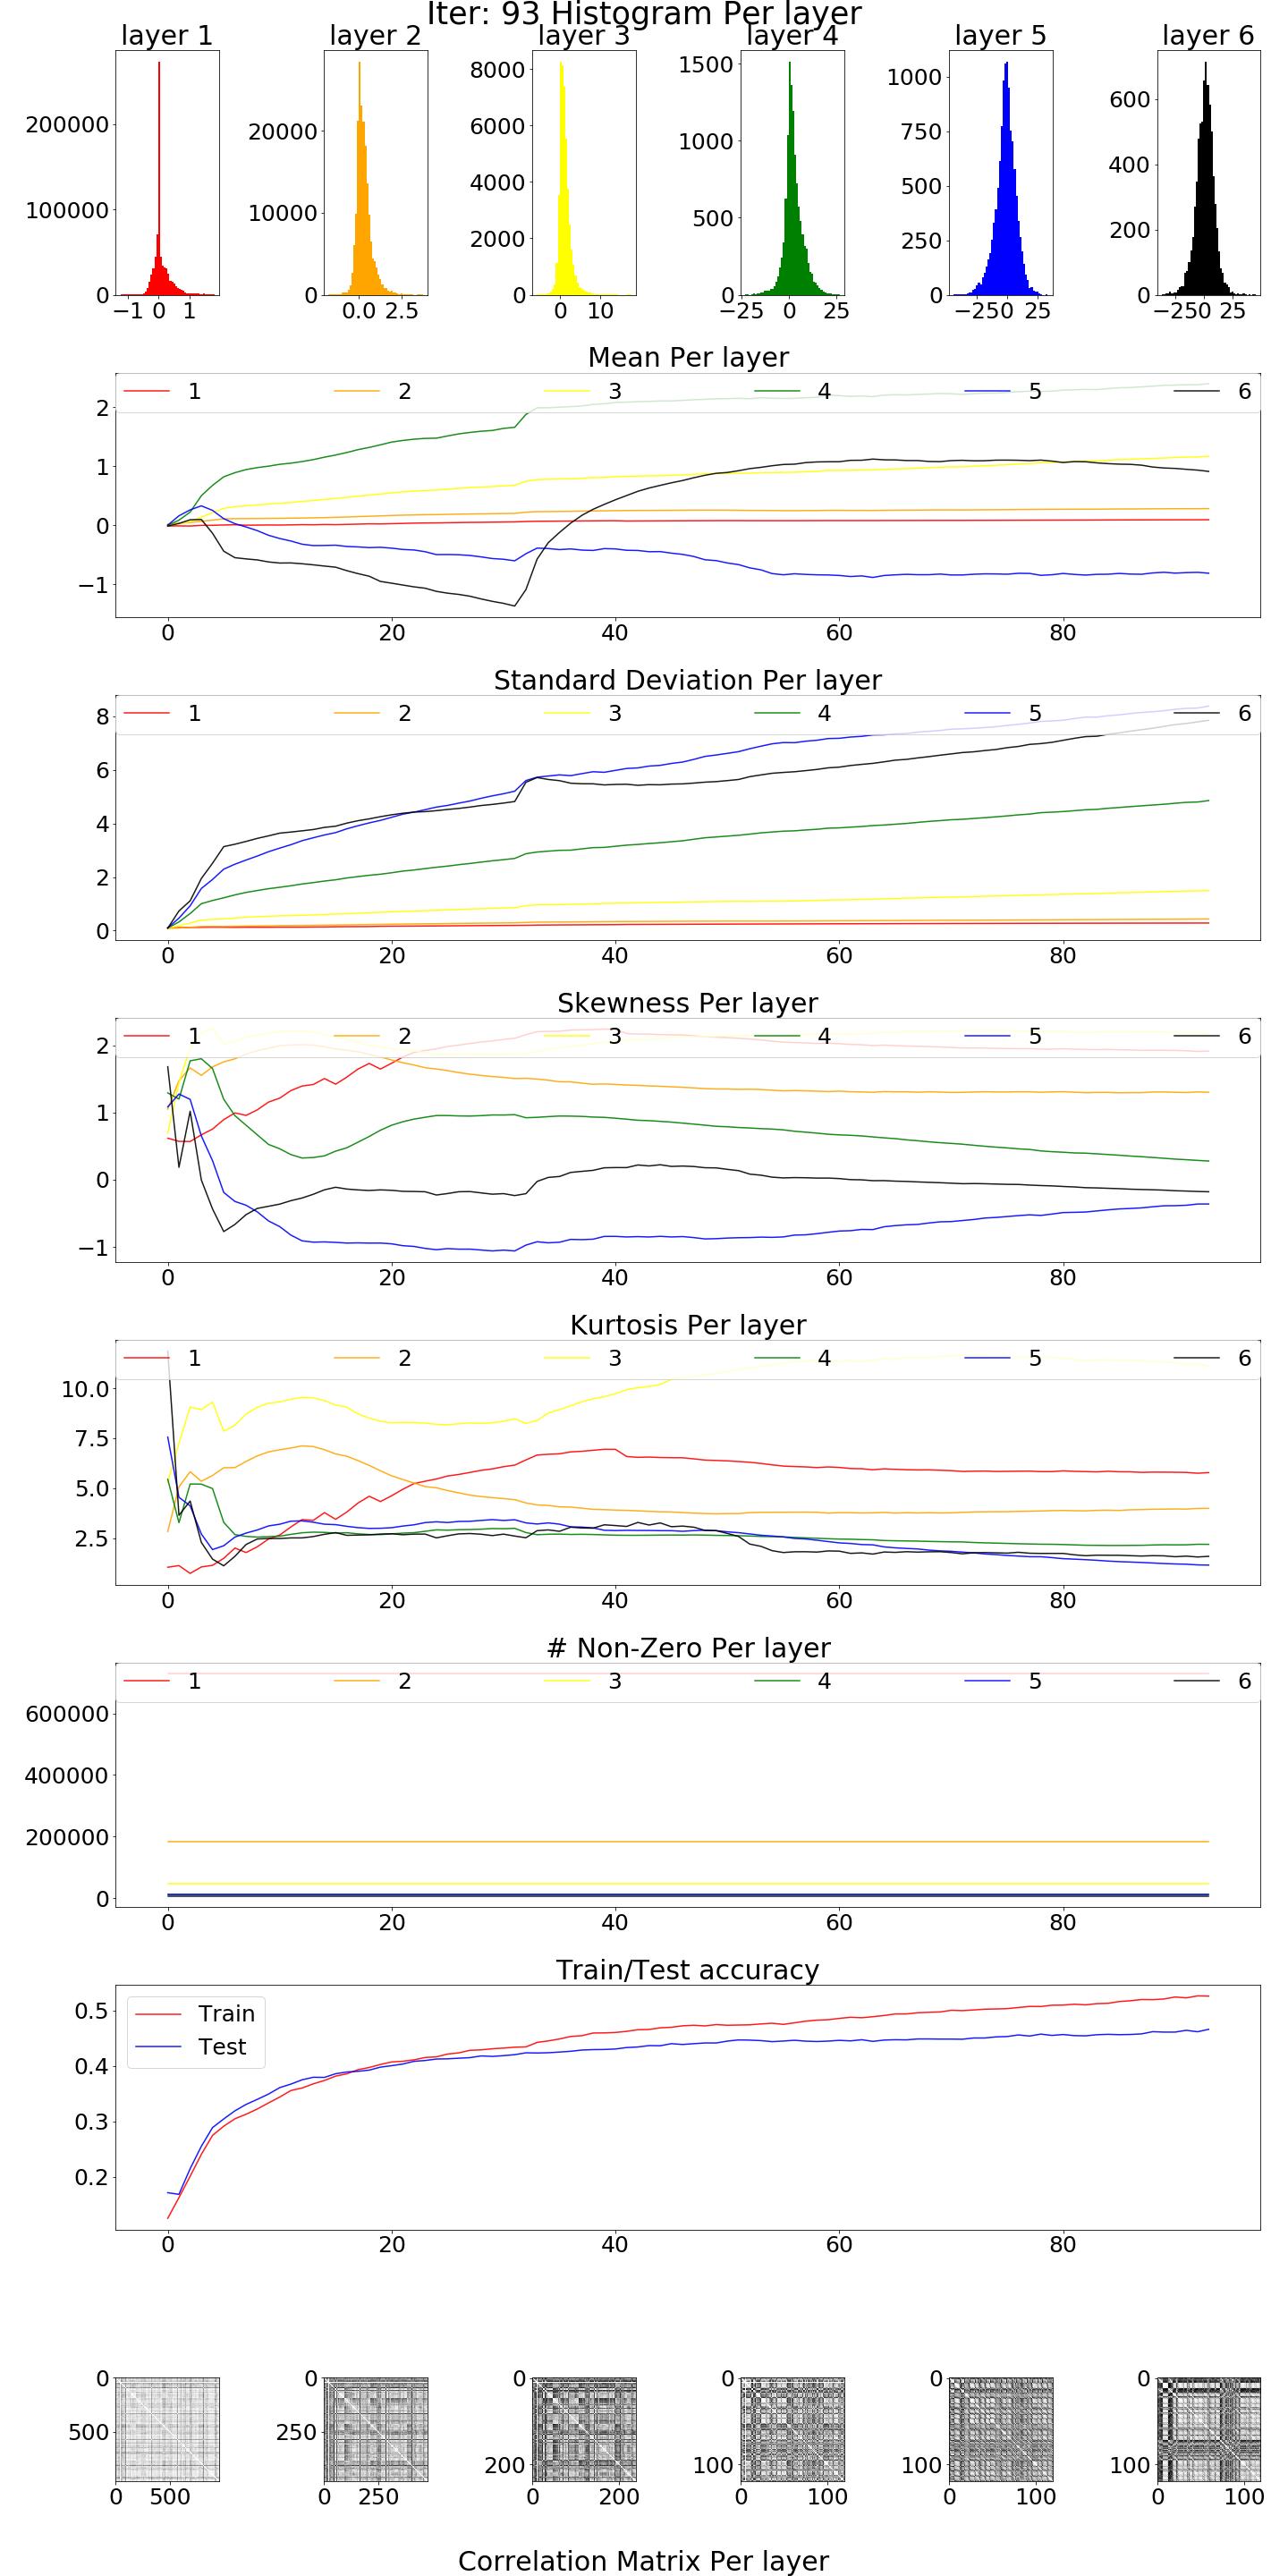 Iter: 93 Histogram Per layer
layer 1 layer 2 layer 3 layer 4 layer 5 layer 6
200000 100000 0 −1 0 1
20000 10000 0 0.0 2.5
8000 6000 4000 2000 0 0 10
1500 1000 500 0 −25 0 25
1000 750 500 250 0 −250 25
600 400 200 0 −250 25
Mean Per layer
1 2 3 4 5 6
2
1
0
−1
0 20 40 60 80
Standard Deviation Per layer
1 2 3 4 5 6
8
6
4
2
0
0 20 40 60 80
Skewness Per layer
1 2 3 4 5 6
2
1
0
−1
0 20 40 60 80
Kurtosis Per layer
1 2 3 4 5 6
10.0
7.5
5.0
2.5
0 20 40 60 80
# Non-Zero Per layer
1 2 3 4 5 6
600000
400000
200000
0
0 20 40 60 80
Train/Test accuracy
Train
Test
0.5
0.4
0.3
0.2
0 20 40 60 80
0 500 0 500
0 250 0 250
0 200 0 200
0 100 0 100
0 100 0 100
0 100 0 100
Correlation Matrix Per layer